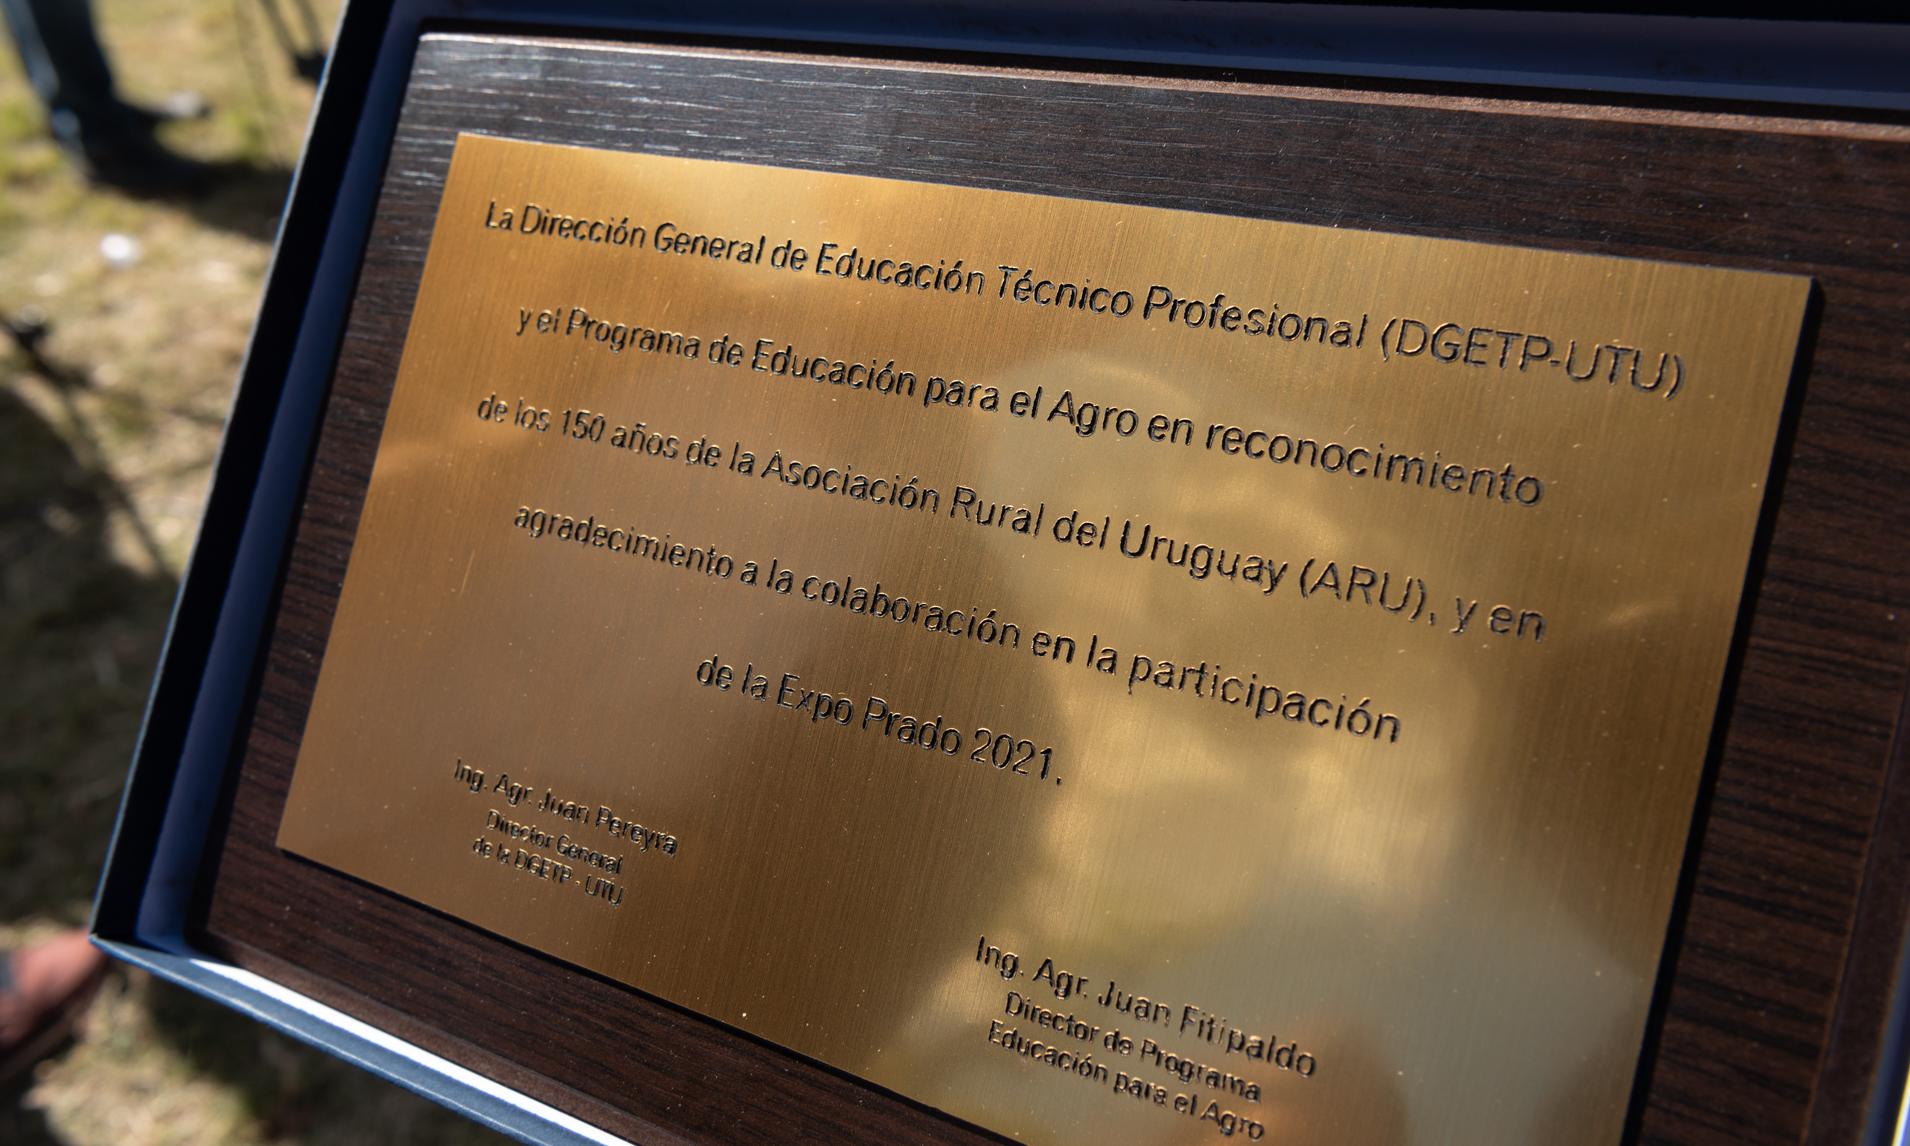 La Dirección General de Educación Técnico Profesional (DGETP-UTU)
y el Programa de Educación para el Agro en reconocimiento
de los 150 años de la Asociación Rural del Uruguay (ARU), y en
agradecimiento a la colaboración en la participación
de la Expo Prado 2021.
Ing. Agr. Juan Pereyra
Director General
de la DGETP - UTU
Ing. Agr. Juan Fitipaldo
Director de Programa
Educación para el Agro